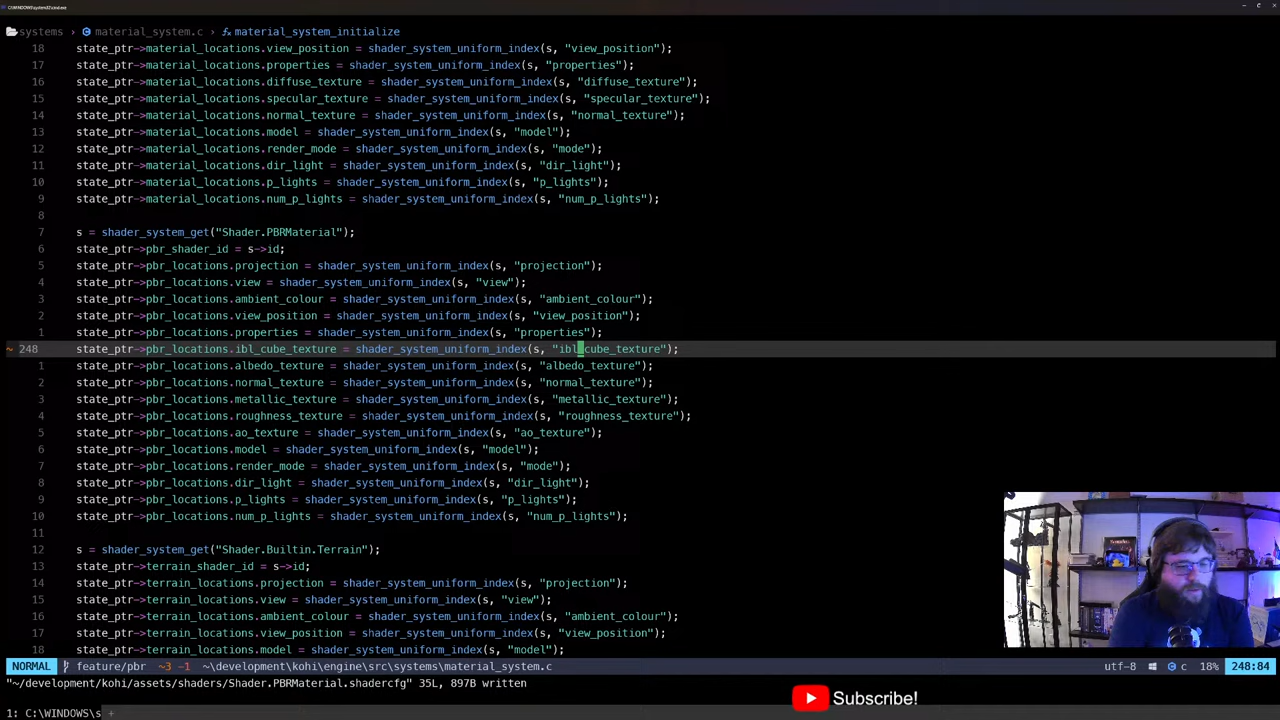 C:\WINDOWS\system32\cmd.exe
systems > material_system.c > material_system_initialize
18 state_ptr->material_locations.view_position = shader_system_uniform_index(s, "view_position");
17 state_ptr->material_locations.properties = shader_system_uniform_index(s, "properties");
16 state_ptr->material_locations.diffuse_texture = shader_system_uniform_index(s, "diffuse_texture");
15 state_ptr->material_locations.specular_texture = shader_system_uniform_index(s, "specular_texture");
14 state_ptr->material_locations.normal_texture = shader_system_uniform_index(s, "normal_texture");
13 state_ptr->material_locations.model = shader_system_uniform_index(s, "model");
12 state_ptr->material_locations.render_mode = shader_system_uniform_index(s, "mode");
11 state_ptr->material_locations.dir_light = shader_system_uniform_index(s, "dir_light");
10 state_ptr->material_locations.p_lights = shader_system_uniform_index(s, "p_lights");
9 state_ptr->material_locations.num_p_lights = shader_system_uniform_index(s, "num_p_lights");
8
7 s = shader_system_get("Shader.PBRMaterial");
6 state_ptr->pbr_shader_id = s->id;
5 state_ptr->pbr_locations.projection = shader_system_uniform_index(s, "projection");
4 state_ptr->pbr_locations.view = shader_system_uniform_index(s, "view");
3 state_ptr->pbr_locations.ambient_colour = shader_system_uniform_index(s, "ambient_colour");
2 state_ptr->pbr_locations.view_position = shader_system_uniform_index(s, "view_position");
1 state_ptr->pbr_locations.properties = shader_system_uniform_index(s, "properties");
~ 248 state_ptr->pbr_locations.ibl_cube_texture = shader_system_uniform_index(s, "ibl_cube_texture");
1 state_ptr->pbr_locations.albedo_texture = shader_system_uniform_index(s, "albedo_texture");
2 state_ptr->pbr_locations.normal_texture = shader_system_uniform_index(s, "normal_texture");
3 state_ptr->pbr_locations.metallic_texture = shader_system_uniform_index(s, "metallic_texture");
4 state_ptr->pbr_locations.roughness_texture = shader_system_uniform_index(s, "roughness_texture");
5 state_ptr->pbr_locations.ao_texture = shader_system_uniform_index(s, "ao_texture");
6 state_ptr->pbr_locations.model = shader_system_uniform_index(s, "model");
7 state_ptr->pbr_locations.render_mode = shader_system_uniform_index(s, "mode");
8 state_ptr->pbr_locations.dir_light = shader_system_uniform_index(s, "dir_light");
9 state_ptr->pbr_locations.p_lights = shader_system_uniform_index(s, "p_lights");
10 state_ptr->pbr_locations.num_p_lights = shader_system_uniform_index(s, "num_p_lights");
11
12 s = shader_system_get("Shader.Builtin.Terrain");
13 state_ptr->terrain_shader_id = s->id;
14 state_ptr->terrain_locations.projection = shader_system_uniform_index(s, "projection");
15 state_ptr->terrain_locations.view = shader_system_uniform_index(s, "view");
16 state_ptr->terrain_locations.ambient_colour = shader_system_uniform_index(s, "ambient_colour");
17 state_ptr->terrain_locations.view_position = shader_system_uniform_index(s, "view_position");
18 state_ptr->terrain_locations.model = shader_system_uniform_index(s, "model");
NORMAL feature/pbr ~3 -1 ~\development\kohi\engine\src\systems\material_system.c utf-8 c 18% 248:84
"~/development/kohi/assets/shaders/Shader.PBRMaterial.shadercfg" 35L, 897B written
Subscribe!
1: C:\WINDOWS\s +